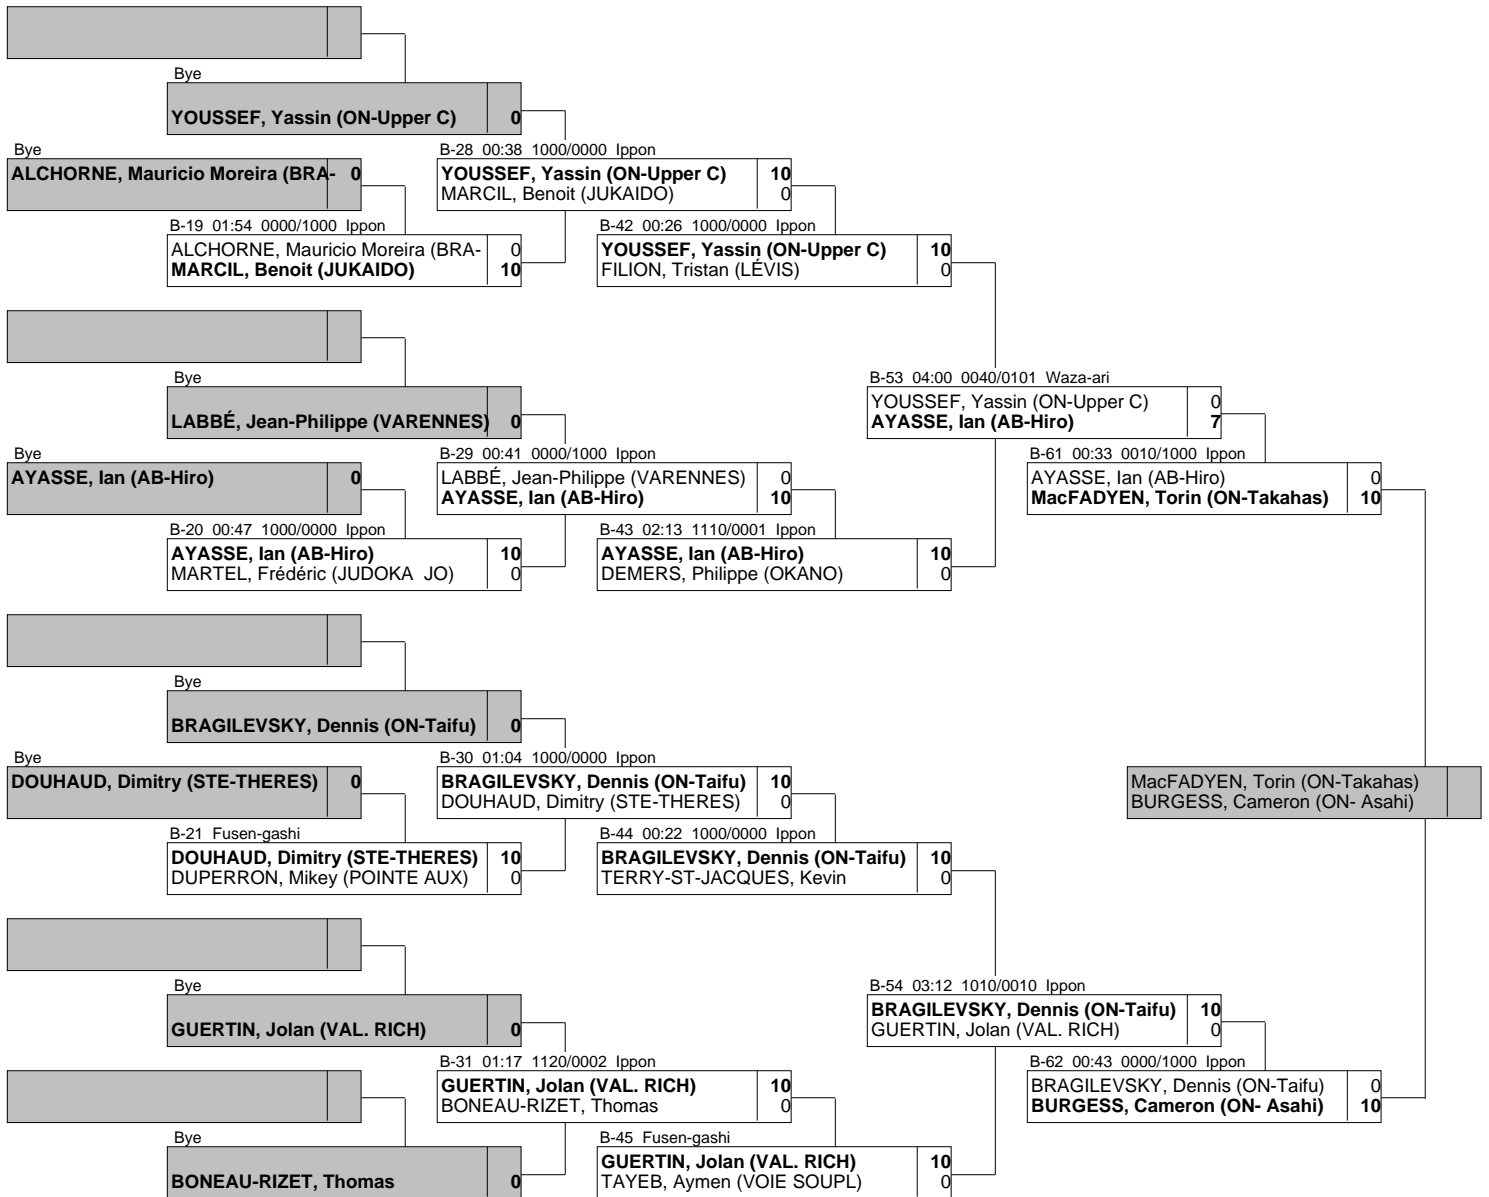 Bye
YOUSSEF, Yassin (ON-Upper C) 0
Bye
ALCHORNE, Mauricio Moreira (BRA- 0
B-28 00:38 1000/0000 Ippon
YOUSSEF, Yassin (ON-Upper C) 10
MARCIL, Benoit (JUKAIDO) 0
B-19 01:54 0000/1000 Ippon
ALCHORNE, Mauricio Moreira (BRA- 0
MARCIL, Benoit (JUKAIDO) 10
B-42 00:26 1000/0000 Ippon
YOUSSEF, Yassin (ON-Upper C) 10
FILION, Tristan (LÉVIS) 0
Bye
LABBÉ, Jean-Philippe (VARENNES) 0
B-53 04:00 0040/0101 Waza-ari
YOUSSEF, Yassin (ON-Upper C) 0
AYASSE, Ian (AB-Hiro) 7
Bye
AYASSE, Ian (AB-Hiro) 0
B-29 00:41 0000/1000 Ippon
LABBÉ, Jean-Philippe (VARENNES) 0
AYASSE, Ian (AB-Hiro) 10
B-61 00:33 0010/1000 Ippon
AYASSE, Ian (AB-Hiro) 0
MacFADYEN, Torin (ON-Takahas) 10
B-20 00:47 1000/0000 Ippon
AYASSE, Ian (AB-Hiro) 10
MARTEL, Frédéric (JUDOKA JO) 0
B-43 02:13 1110/0001 Ippon
AYASSE, Ian (AB-Hiro) 10
DEMERS, Philippe (OKANO) 0
Bye
BRAGILEVSKY, Dennis (ON-Taifu) 0
Bye
DOUHAUD, Dimitry (STE-THERES) 0
B-30 01:04 1000/0000 Ippon
BRAGILEVSKY, Dennis (ON-Taifu) 10
DOUHAUD, Dimitry (STE-THERES) 0
MacFADYEN, Torin (ON-Takahas)
BURGESS, Cameron (ON- Asahi)
B-21 Fusen-gashi
DOUHAUD, Dimitry (STE-THERES) 10
DUPERRON, Mikey (POINTE AUX) 0
B-44 00:22 1000/0000 Ippon
BRAGILEVSKY, Dennis (ON-Taifu) 10
TERRY-ST-JACQUES, Kevin 0
Bye
GUERTIN, Jolan (VAL. RICH) 0
B-54 03:12 1010/0010 Ippon
BRAGILEVSKY, Dennis (ON-Taifu) 10
GUERTIN, Jolan (VAL. RICH) 0
B-31 01:17 1120/0002 Ippon
GUERTIN, Jolan (VAL. RICH) 10
BONEAU-RIZET, Thomas 0
B-62 00:43 0000/1000 Ippon
BRAGILEVSKY, Dennis (ON-Taifu) 0
BURGESS, Cameron (ON- Asahi) 10
Bye
BONEAU-RIZET, Thomas 0
B-45 Fusen-gashi
GUERTIN, Jolan (VAL. RICH) 10
TAYEB, Aymen (VOIE SOUPL) 0